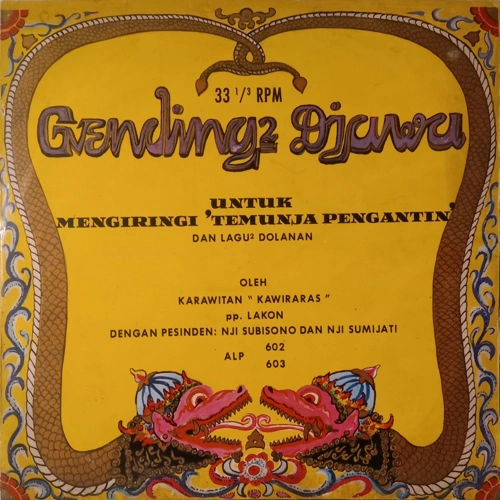 33 1/3 RPM
Gending2 Djawa
UNTUK
MENGIRINGI 'TEMUNJA PENGANTIN'
DAN LAGU² DOLANAN
OLEH
KARAWITAN " KAWIRARAS "
pp. LAKON
DENGAN PESINDEN: NJI SUBISONO DAN NJI SUMIJATI
ALP 602
603